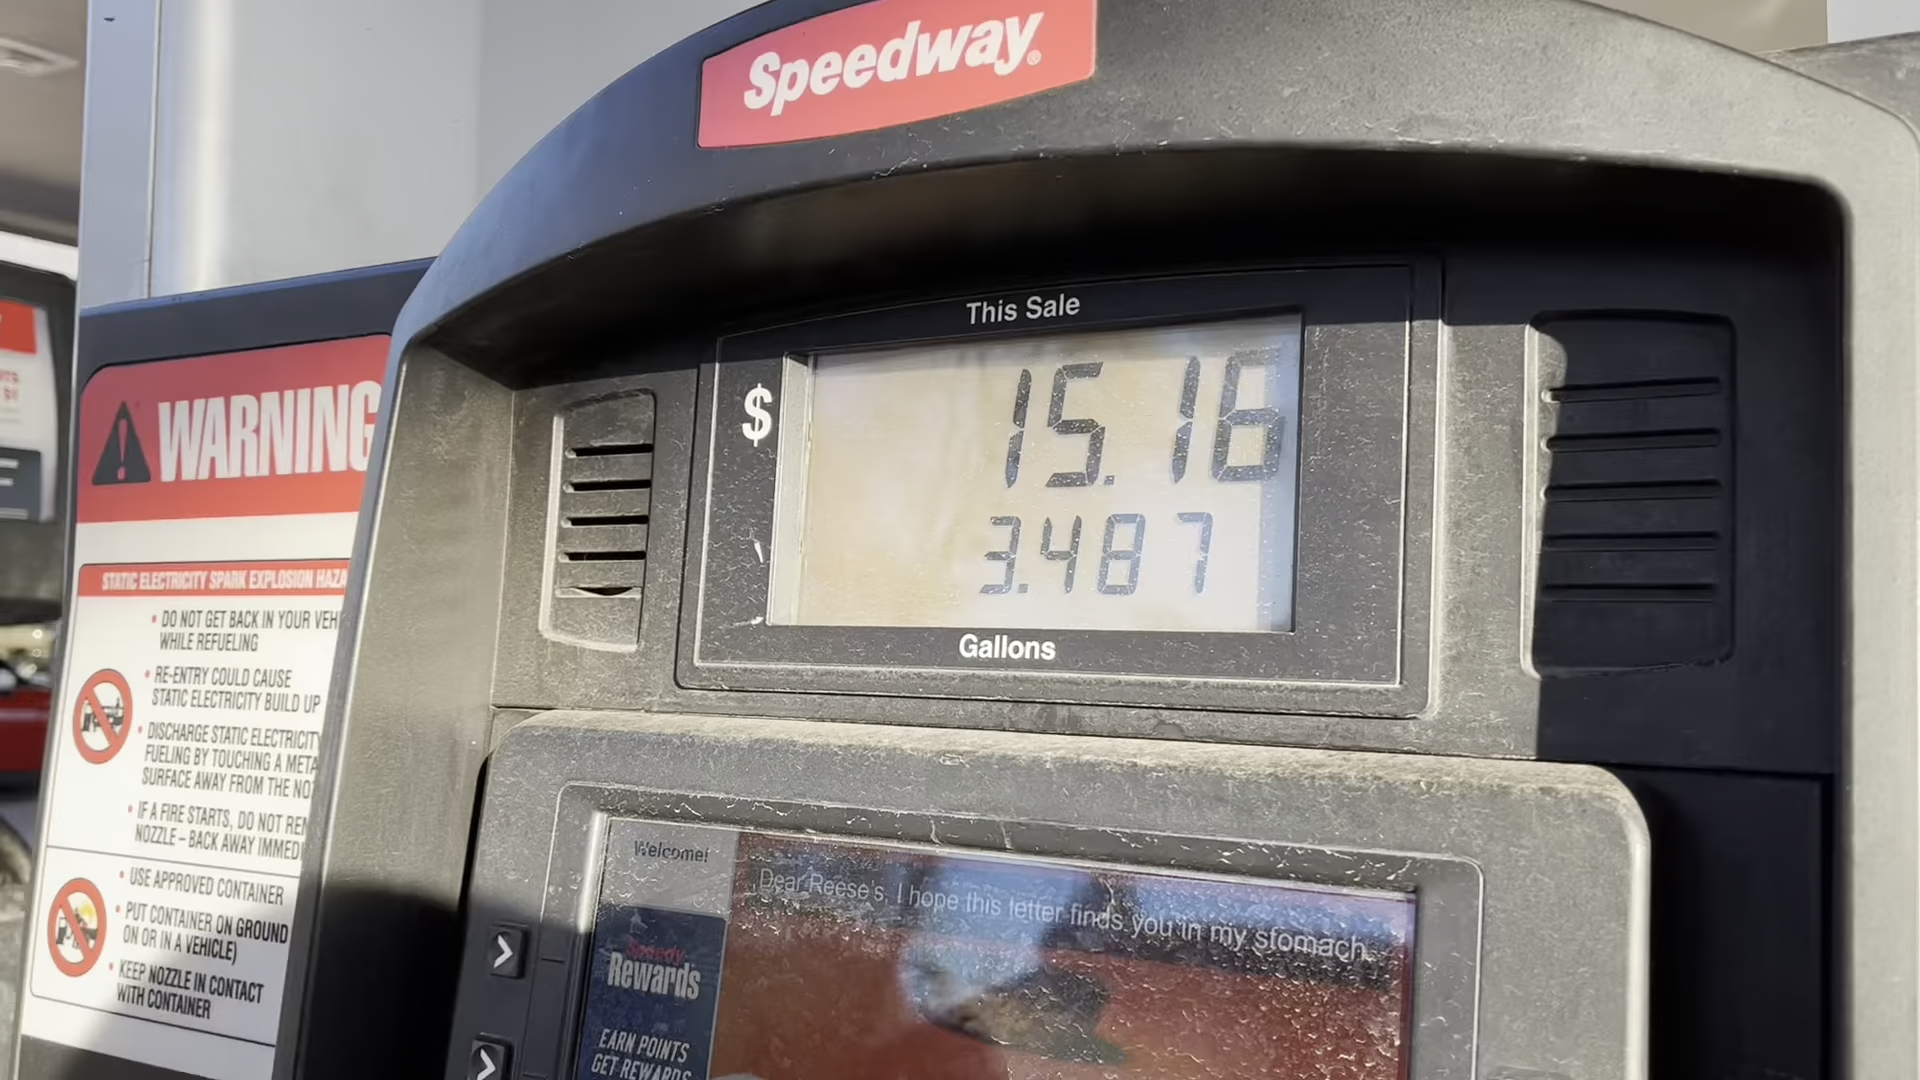 Speedway®
This Sale
$
15.16
3.487
Gallons
WARNING
STATIC ELECTRICITY SPARK EXPLOSION HAZA
• DO NOT GET BACK IN YOUR VEH
WHILE REFUELING
• RE-ENTRY COULD CAUSE
STATIC ELECTRICITY BUILD UP
• DISCHARGE STATIC ELECTRICITY
FUELING BY TOUCHING A META
SURFACE AWAY FROM THE NO
• IF A FIRE STARTS, DO NOT REM
NOZZLE – BACK AWAY IMMEDI
• USE APPROVED CONTAINER
• PUT CONTAINER ON GROUND
ON OR IN A VEHICLE)
• KEEP NOZZLE IN CONTACT
WITH CONTAINER
Welcome!
Dear Reese's, I hope this letter finds you in my stomach.
Speedy
Rewards
EARN POINTS
GET REWARDS